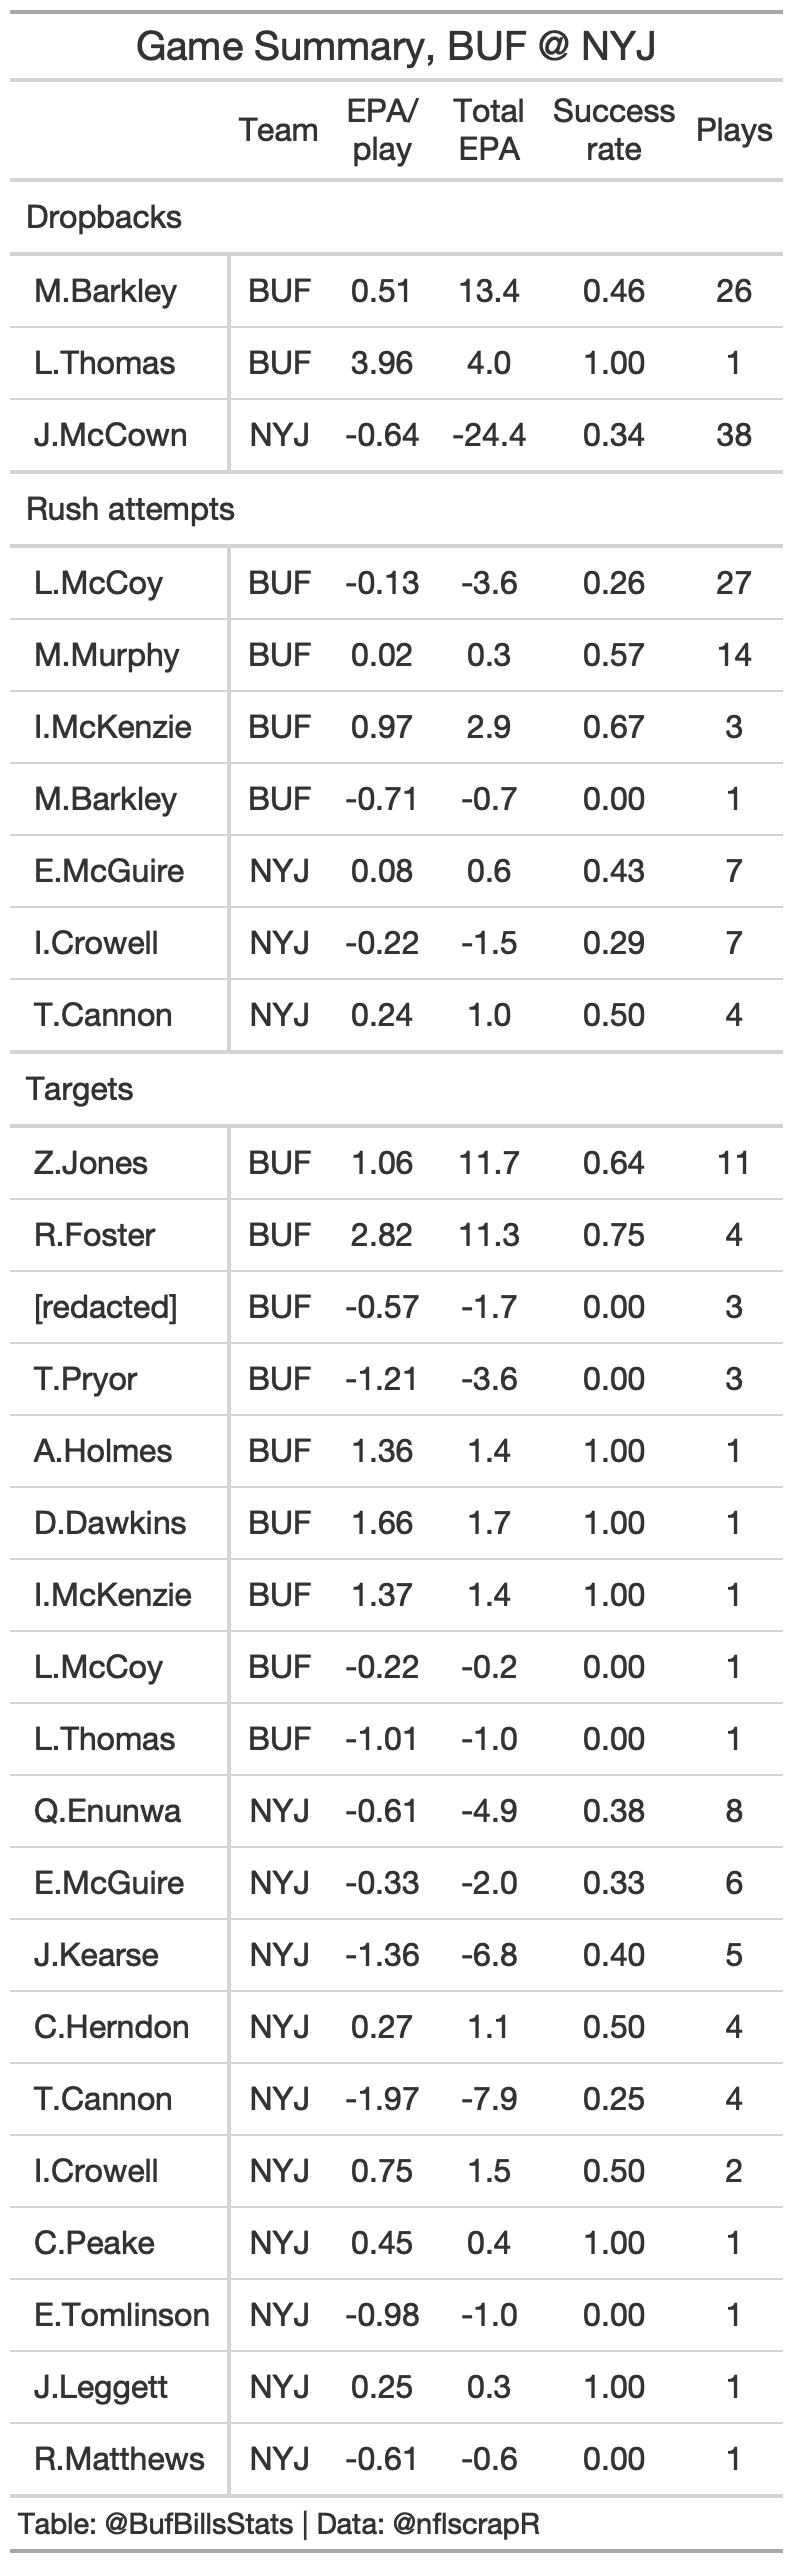 Game Summary, BUF @ NYJ
Team EPA/ play Total EPA Success rate Plays
Dropbacks
M.Barkley BUF 0.51 13.4 0.46 26
L.Thomas BUF 3.96 4.0 1.00 1
J.McCown NYJ -0.64 -24.4 0.34 38
Rush attempts
L.McCoy BUF -0.13 -3.6 0.26 27
M.Murphy BUF 0.02 0.3 0.57 14
I.McKenzie BUF 0.97 2.9 0.67 3
M.Barkley BUF -0.71 -0.7 0.00 1
E.McGuire NYJ 0.08 0.6 0.43 7
I.Crowell NYJ -0.22 -1.5 0.29 7
T.Cannon NYJ 0.24 1.0 0.50 4
Targets
Z.Jones BUF 1.06 11.7 0.64 11
R.Foster BUF 2.82 11.3 0.75 4
[redacted] BUF -0.57 -1.7 0.00 3
T.Pryor BUF -1.21 -3.6 0.00 3
A.Holmes BUF 1.36 1.4 1.00 1
D.Dawkins BUF 1.66 1.7 1.00 1
I.McKenzie BUF 1.37 1.4 1.00 1
L.McCoy BUF -0.22 -0.2 0.00 1
L.Thomas BUF -1.01 -1.0 0.00 1
Q.Enunwa NYJ -0.61 -4.9 0.38 8
E.McGuire NYJ -0.33 -2.0 0.33 6
J.Kearse NYJ -1.36 -6.8 0.40 5
C.Herndon NYJ 0.27 1.1 0.50 4
T.Cannon NYJ -1.97 -7.9 0.25 4
I.Crowell NYJ 0.75 1.5 0.50 2
C.Peake NYJ 0.45 0.4 1.00 1
E.Tomlinson NYJ -0.98 -1.0 0.00 1
J.Leggett NYJ 0.25 0.3 1.00 1
R.Matthews NYJ -0.61 -0.6 0.00 1
Table: @BufBillsStats | Data: @nflscrapR